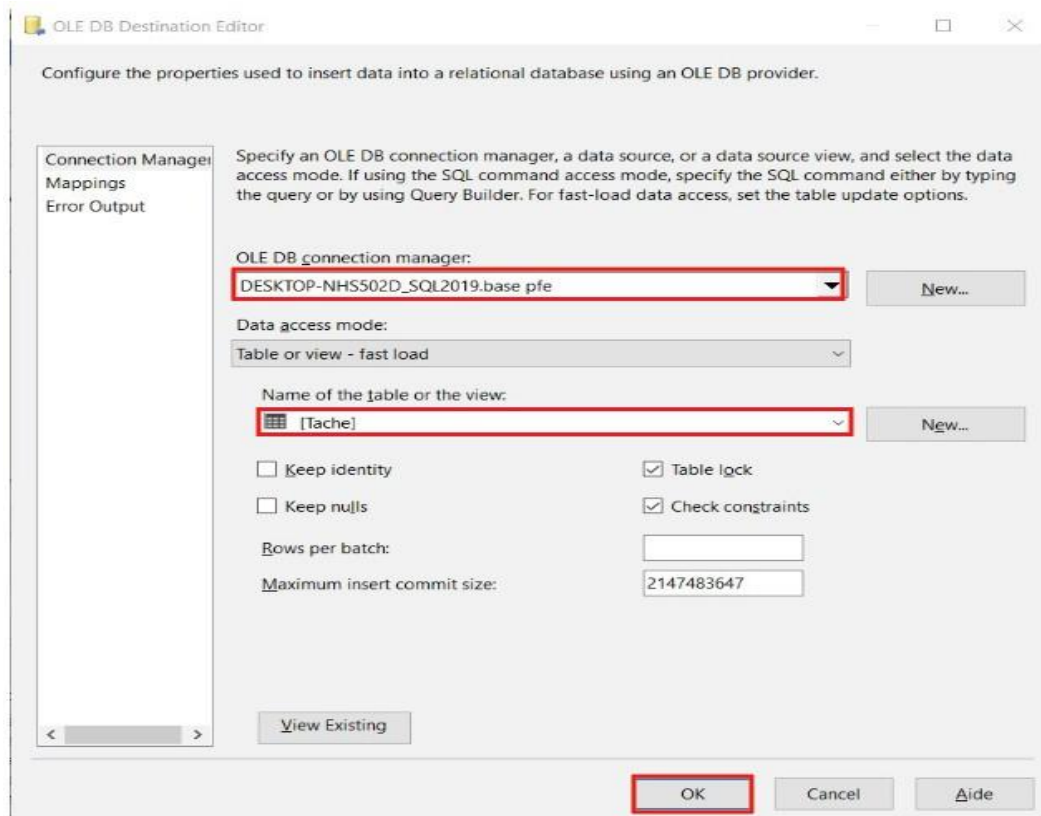 OLE DB Destination Editor
Configure the properties used to insert data into a relational database using an OLE DB provider.
Connection Manager
Mappings
Error Output
Specify an OLE DB connection manager, a data source, or a data source view, and select the data
access mode. If using the SQL command access mode, specify the SQL command either by typing
the query or by using Query Builder. For fast-load data access, set the table update options.
OLE DB connection manager:
DESKTOP-NHS502D_SQL2019.base pfe
New...
Data access mode:
Table or view - fast load
Name of the table or the view:
[Tache]
New...
Keep identity
Table lock
Keep nulls
Check constraints
Rows per batch:
Maximum insert commit size:
2147483647
View Existing
OK
Cancel
Aide